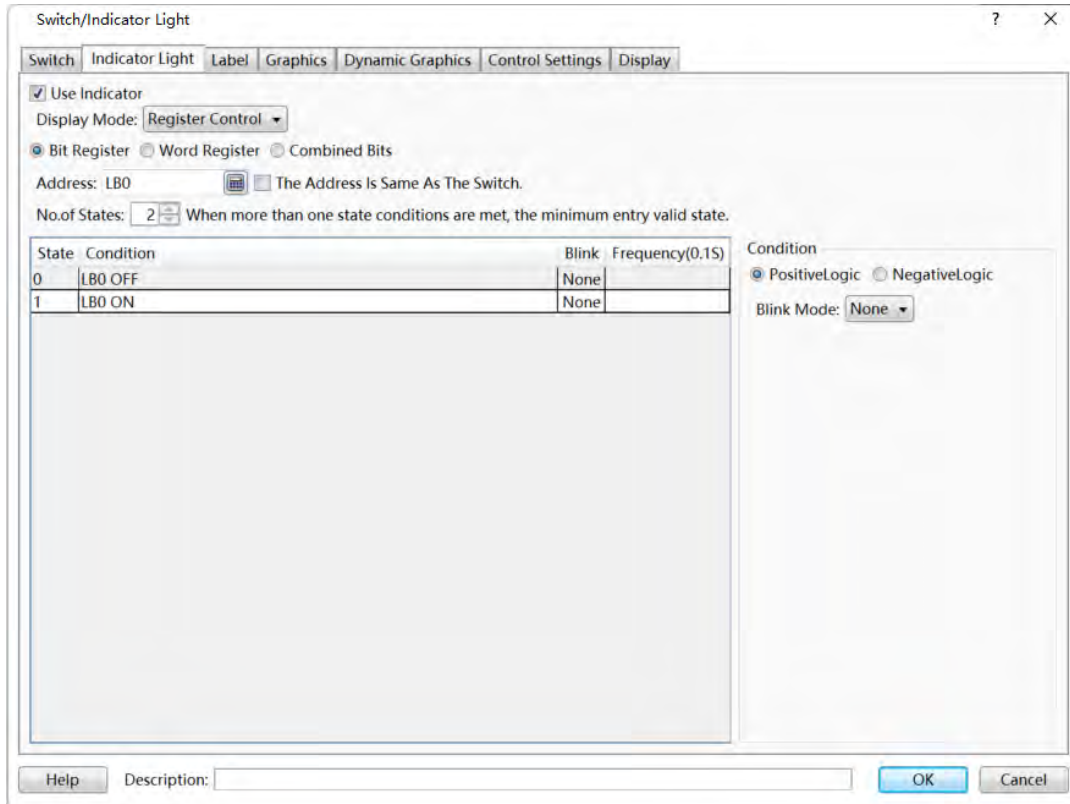 Switch/Indicator Light ?
Switch Indicator Light Label Graphics Dynamic Graphics Control Settings Display
Use Indicator
Display Mode: Register Control
Bit Register Word Register Combined Bits
Address: LB0 The Address Is Same As The Switch.
No.of States: 2 When more than one state conditions are met, the minimum entry valid state.
State Condition Blink Frequency(0.1S)
0 LB0 OFF None
1 LB0 ON None
Condition
PositiveLogic NegativeLogic
Blink Mode: None
Help Description: OK Cancel